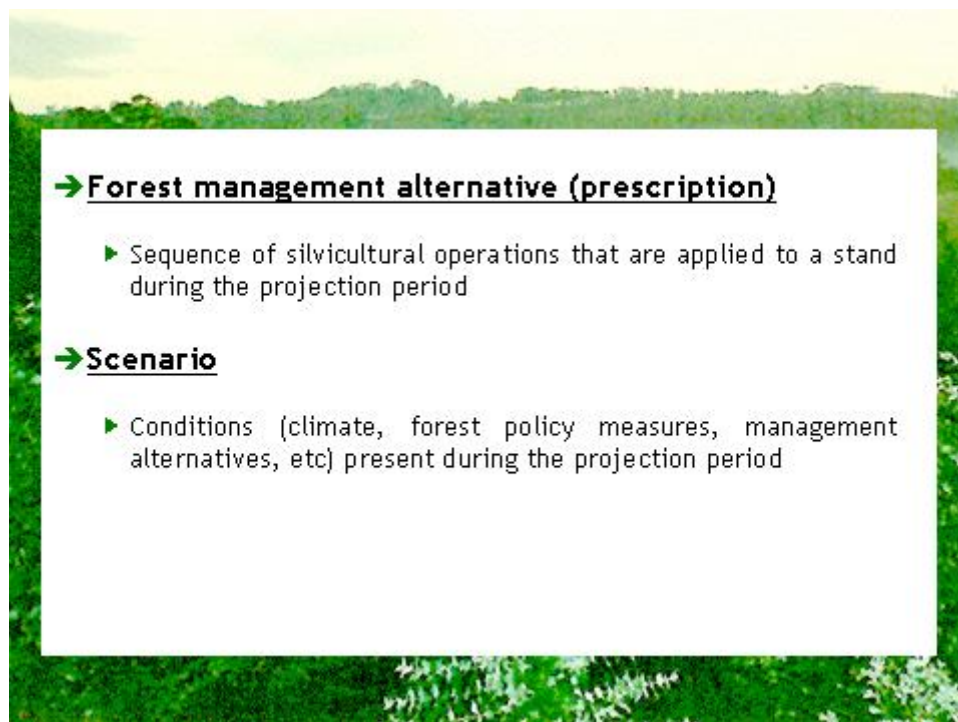 Forest management alternative (prescription)
Sequence of silvicultural operations that are applied to a stand
during the projection period
Scenario
Conditions (climate, forest policy measures, management
alternatives, etc) present during the projection period